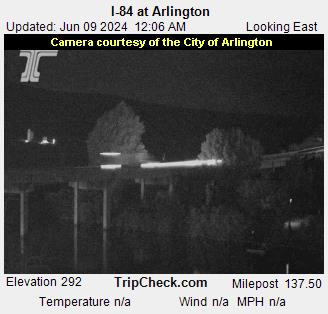 I-84 at Arlington
Updated: Jun 09 2024 12:06 AM Looking East
Camera courtesy of the City of Arlington
Elevation 292 TripCheck.com Milepost 137.50
Temperature n/a Wind n/a MPH n/a